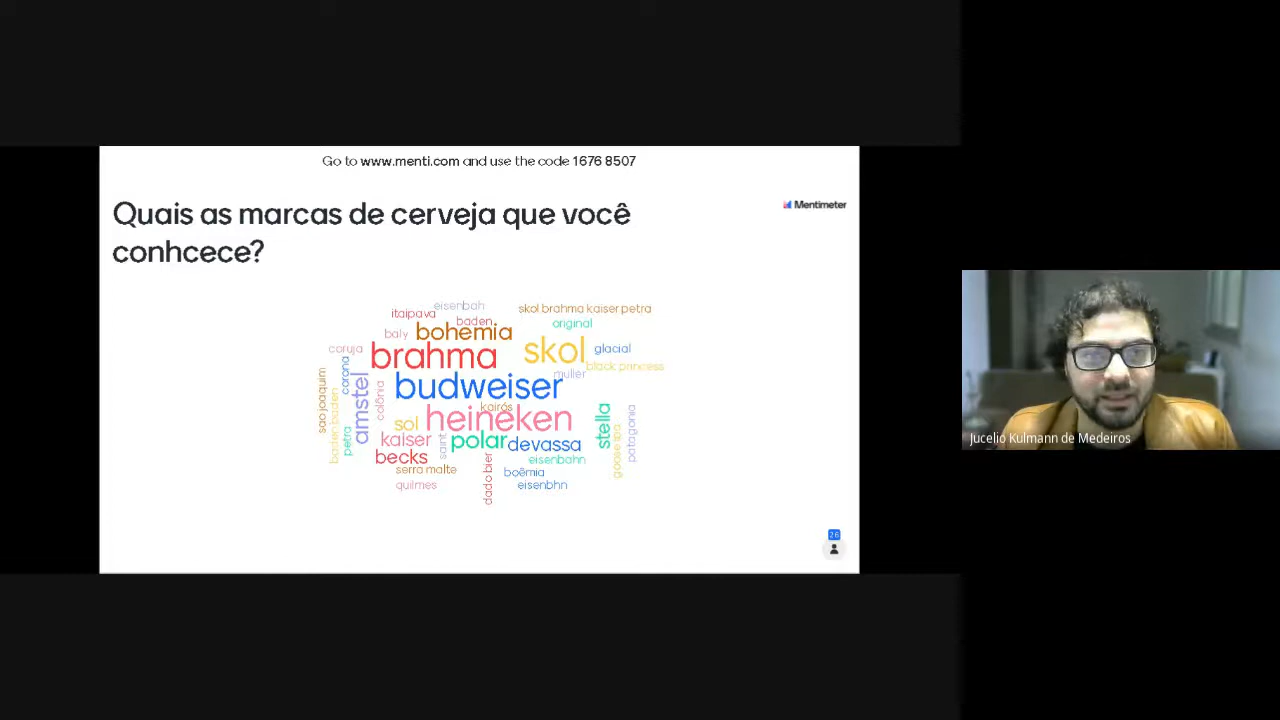 Go to www.menti.com and use the code 1676 8507
Mentimeter
Quais as marcas de cerveja que você
conhcece?
eisenbah
skol brahma kaiser petra
itaipava
baden
original
baly
bohemia
coruja
brahma
skol
glacial
corona
muller
black princess
sao joaquim
amstel
colônia
budweiser
baden baden
kairós
heineken
stella
patagonia
petra
sol
kaiser
saint
polar
devassa
goose ipa
becks
eisenbahn
serra malte
dado bier
boêmia
quilmes
eisenbhn
26
Jucelio Kulmann de Medeiros